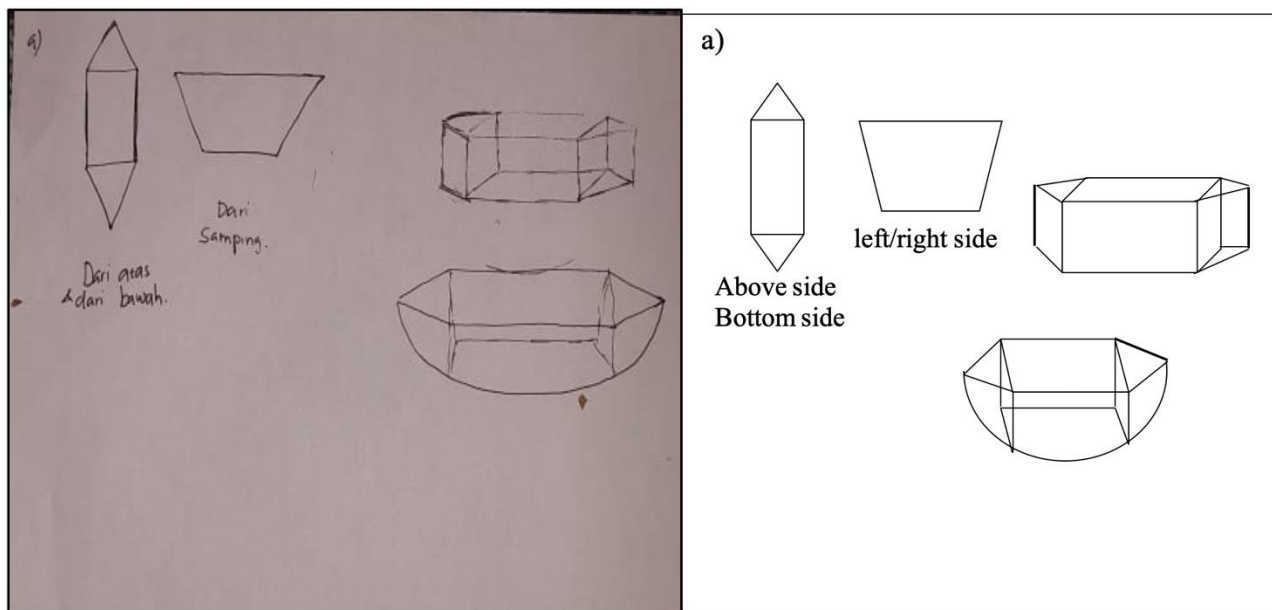 a)
Dari
Samping.
Dari atas
& dari bawah.
a)
left/right side
Above side
Bottom side